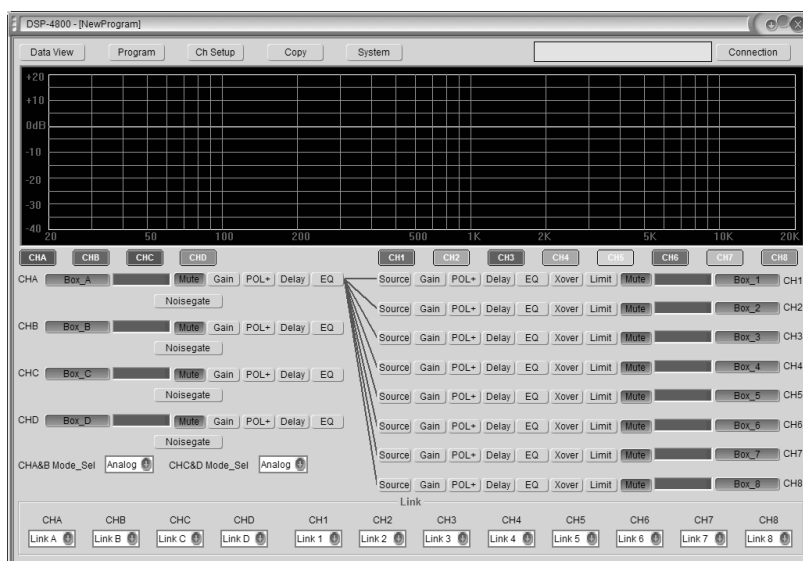 DSP-4800 - [NewProgram]
Data View Program Ch Setup Copy System Connection
+20
+10
0dB
-10
-20
-30
-40
20 50 100 200 500 1K 2K 5K 10K 20K
CHA CHB CHC CHD CH1 CH2 CH3 CH4 CH5 CH6 CH7 CH8
CHA Box_A Mute Gain POL+ Delay EQ Source Gain POL+ Delay EQ Xover Limit Mute Box_1 CH1
Noisegate
Source Gain POL+ Delay EQ Xover Limit Mute Box_2 CH2
CHB Box_B Mute Gain POL+ Delay EQ
Source Gain POL+ Delay EQ Xover Limit Mute Box_3 CH3
Noisegate
Source Gain POL+ Delay EQ Xover Limit Mute Box_4 CH4
CHC Box_C Mute Gain POL+ Delay EQ
Noisegate
Source Gain POL+ Delay EQ Xover Limit Mute Box_5 CH5
CHD Box_D Mute Gain POL+ Delay EQ
Source Gain POL+ Delay EQ Xover Limit Mute Box_6 CH6
Noisegate
Source Gain POL+ Delay EQ Xover Limit Mute Box_7 CH7
CHA&B Mode_Sel Analog CHC&D Mode_Sel Analog
Source Gain POL+ Delay EQ Xover Limit Mute Box_8 CH8
Link
CHA CHB CHC CHD CH1 CH2 CH3 CH4 CH5 CH6 CH7 CH8
Link A Link B Link C Link D Link 1 Link 2 Link 3 Link 4 Link 5 Link 6 Link 7 Link 8